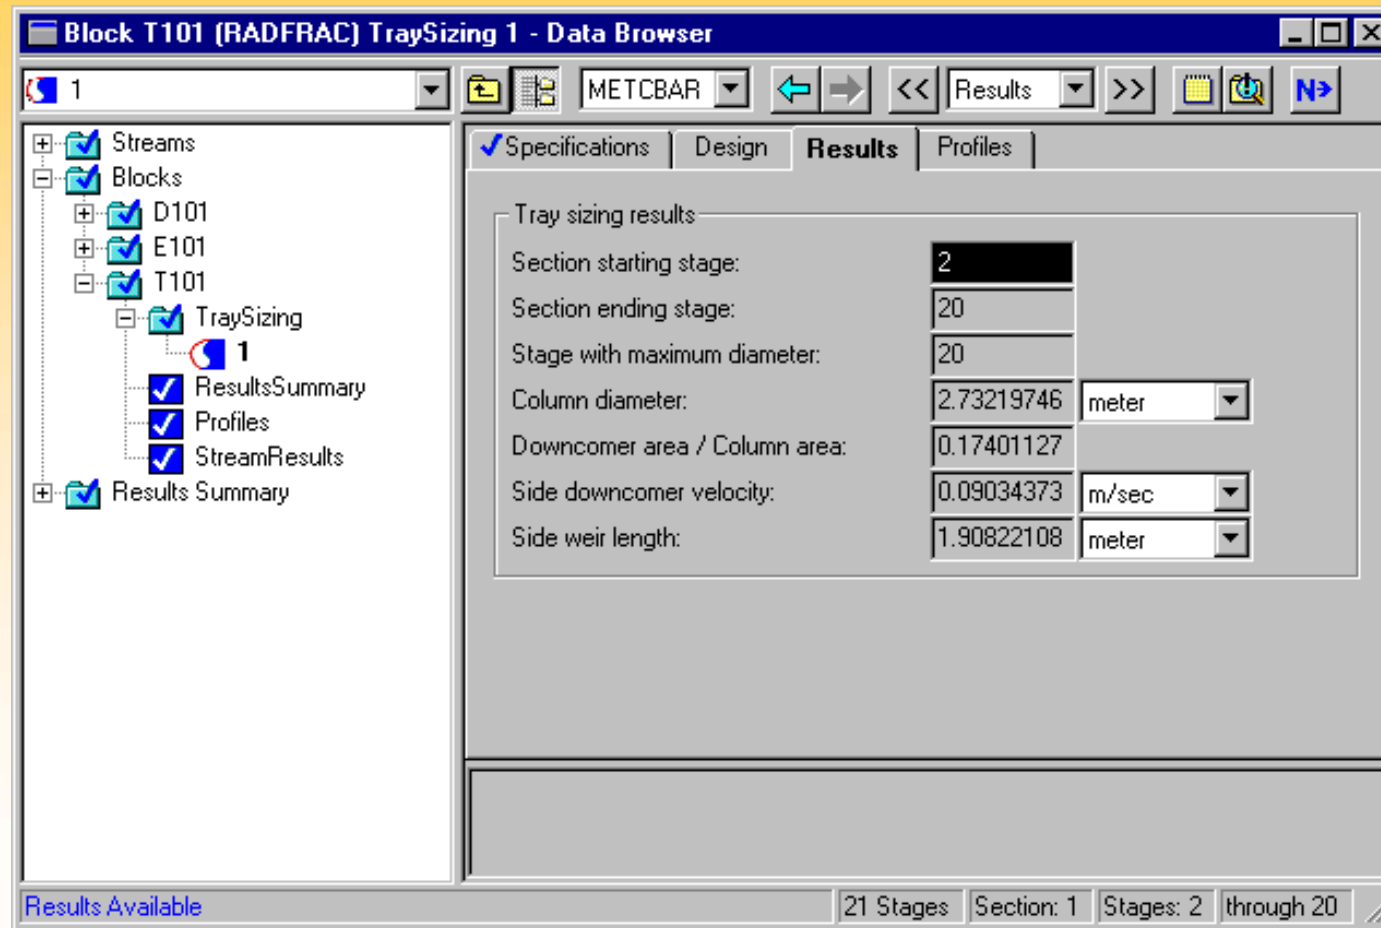 Block T101 (RADFRAC) TraySizing 1 - Data Browser
1 METCBAR << Results >> N
Streams
Blocks
D101
E101
T101
TraySizing
1
ResultsSummary
Profiles
StreamResults
Results Summary
Specifications Design Results Profiles
Tray sizing results
Section starting stage: 2
Section ending stage: 20
Stage with maximum diameter: 20
Column diameter: 2.73219746 meter
Downcomer area / Column area: 0.17401127
Side downcomer velocity: 0.09034373 m/sec
Side weir length: 1.90822108 meter
Results Available 21 Stages Section: 1 Stages: 2 through 20